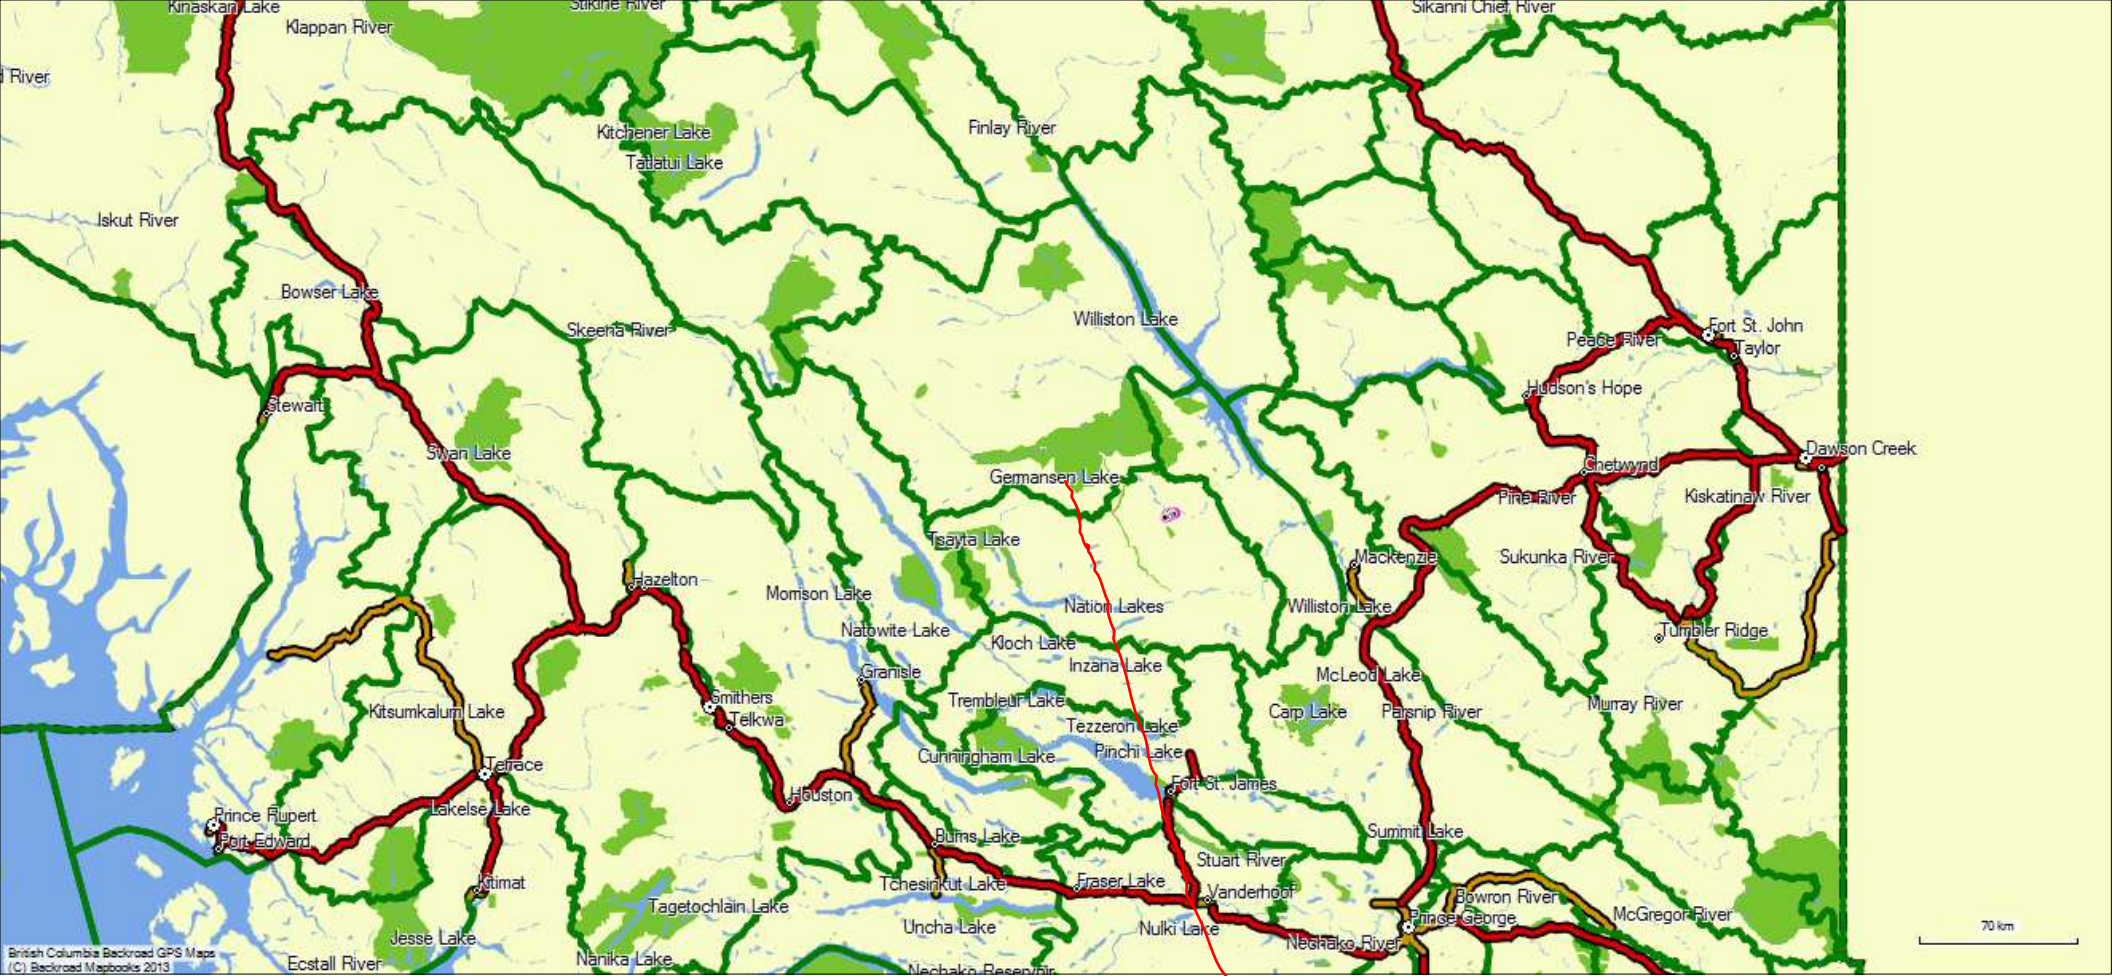 Kinaskan Lake
Stikine River
Sikanni Chief River
Klappan River
d River
Finlay River
Kitchener Lake
Tatlatui Lake
Iskut River
Bowser Lake
Williston Lake
Skeena River
Fort St. John
Peace River
Taylor
Hudson's Hope
Stewart
Swan Lake
Dawson Creek
Chetwynd
Germansen Lake
Pine River
Kiskatinaw River
Tsayta Lake
Mackenzie
Sukunka River
Hazelton
Morrison Lake
Nation Lakes
Williston Lake
Natowite Lake
Tumbler Ridge
Kloch Lake
Inzana Lake
Granisle
McLeod Lake
Smithers
Trembleur Lake
Murray River
Kitsumkalum Lake
Telkwa
Carp Lake
Parsnip River
Tezzeron Lake
Pinchi Lake
Cunningham Lake
Terrace
Fort St. James
Houston
Lakelse Lake
Prince Rupert
Port Edward
Burns Lake
Summit Lake
Stuart River
Kitimat
Tchesinkut Lake
Fraser Lake
Vanderhoof
Bowron River
Tagetochlain Lake
McGregor River
Prince George
Uncha Lake
Nulki Lake
70 km
Jesse Lake
Nechako River
British Columbia Backroad GPS Maps
Nanika Lake
Ecstall River
(C) Backroad Mapbooks 2013
Nechako Reservoir